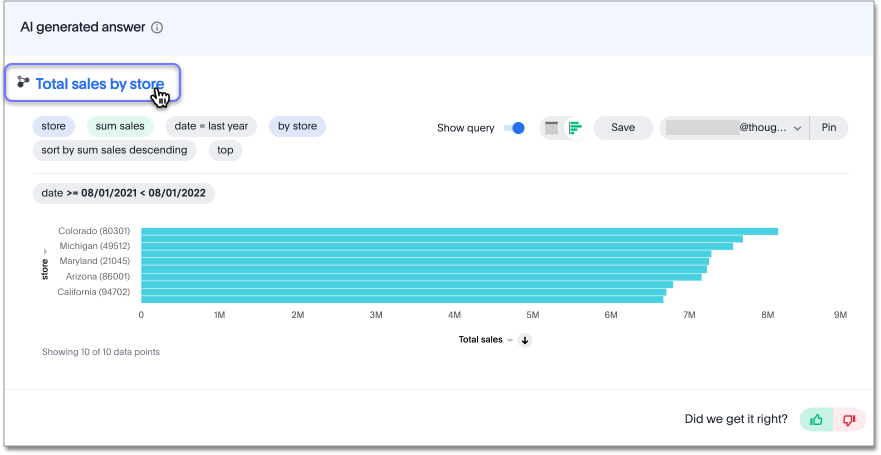 AI generated answer
Total sales by store
store sum sales date = last year by store
Show query Save @thoug... Pin
sort by sum sales descending top
date >= 08/01/2021 < 08/01/2022
Colorado (80301)
Michigan (49512)
Maryland (21045)
Arizona (86001)
California (94702)
store
0 1M 2M 3M 4M 5M 6M 7M 8M 9M
Total sales
Showing 10 of 10 data points
Did we get it right?